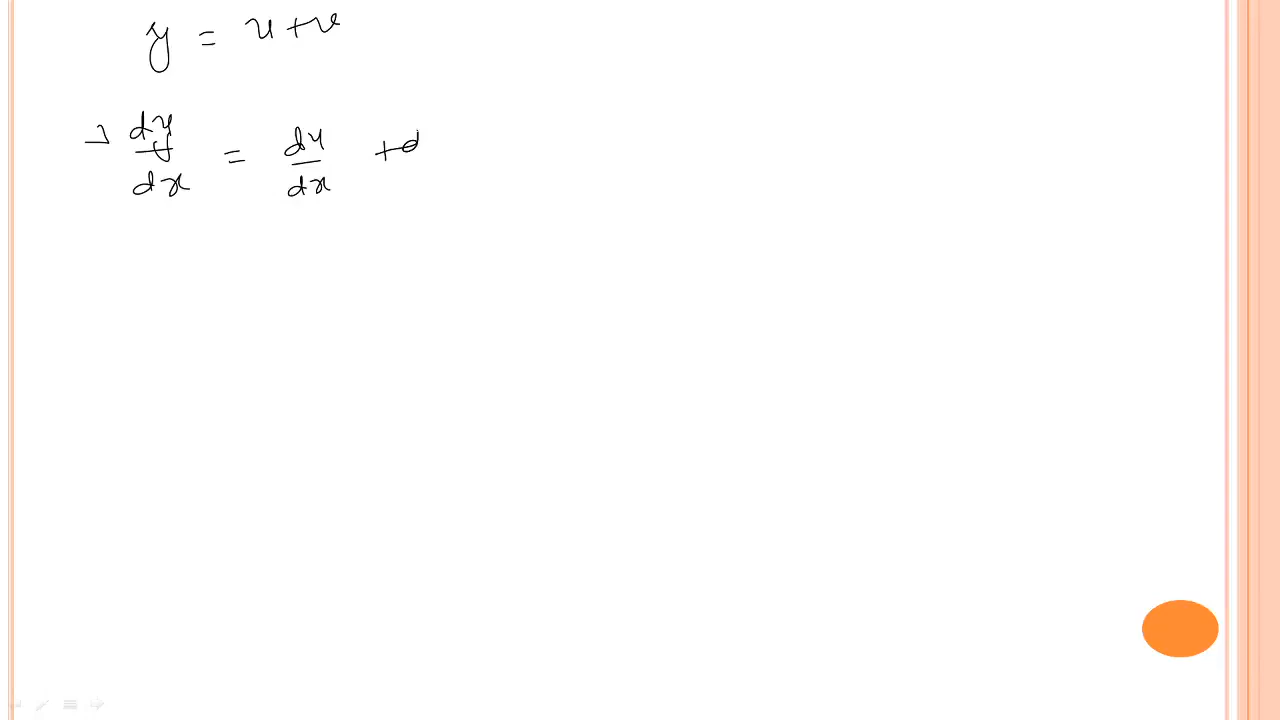 y = u + v
→ dy/dx = du/dx + d